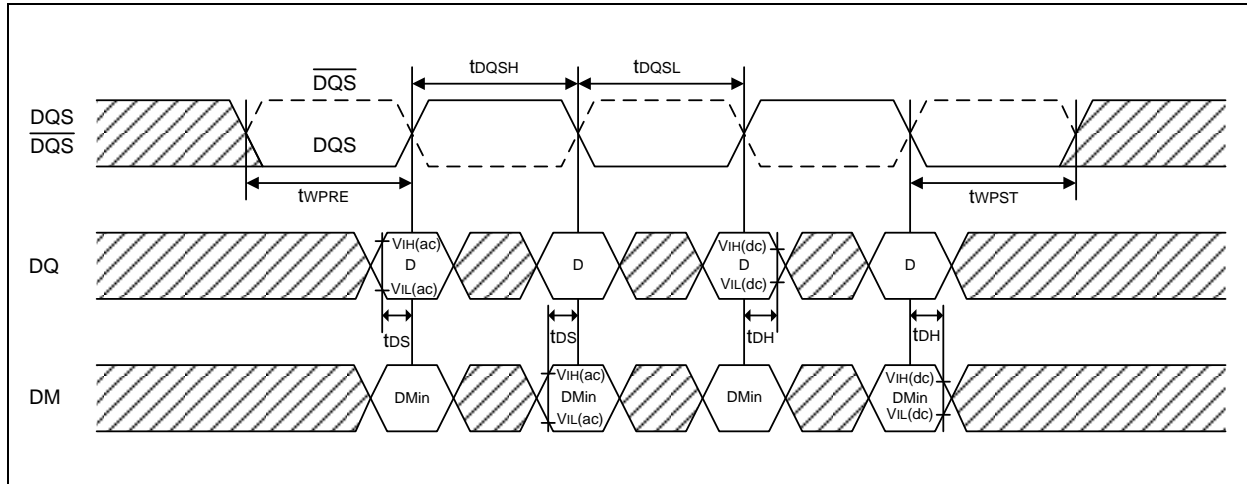 DQS
tDQSH
tDQSL
DQS
DQS
DQS
tWPRE
tWPST
DQ
VIH(ac)
D
VIL(ac)
D
VIH(dc)
D
VIL(dc)
D
tDS
tDS
tDH
tDH
DM
DMin
VIH(ac)
DMin
VIL(ac)
DMin
VIH(dc)
DMin
VIL(dc)